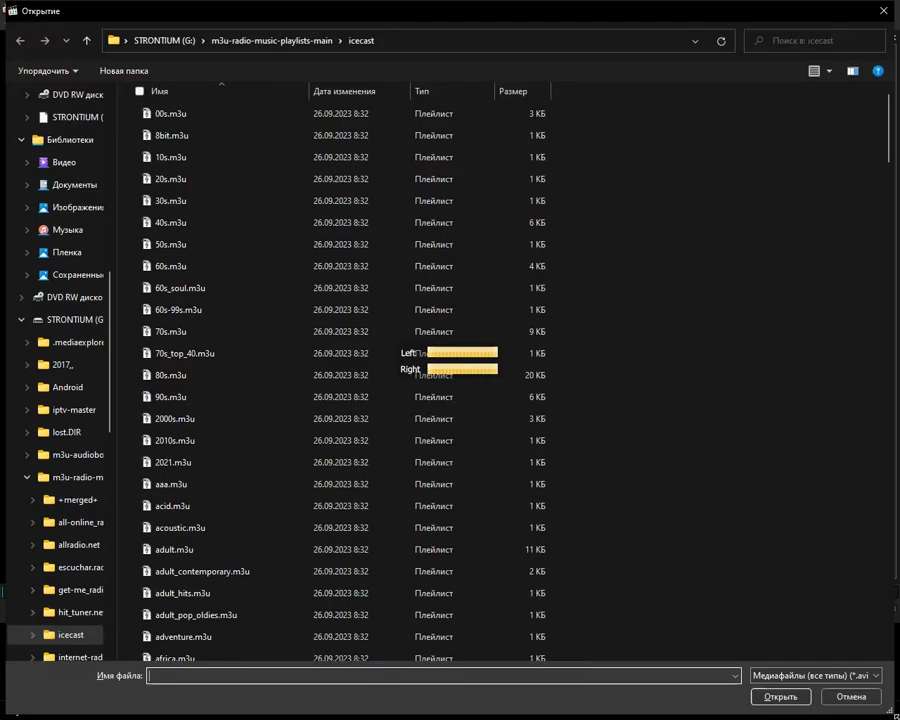 Открытие
STRONTIUM (G:) › m3u-radio-music-playlists-main › icecast
Поиск в: icecast
Упорядочить Новая папка
Имя Дата изменения Тип Размер
DVD RW диск
STRONTIUM (
Библиотеки
Видео
Документы
Изображени
Музыка
Пленка
Сохраненны
DVD RW диско
STRONTIUM (G
.mediaexplor
2017,,
Android
iptv-master
lost.DIR
m3u-audiobo
m3u-radio-m
+merged+
all-online_ra
allradio.net
escuchar.rac
get-me_radi
hit_tuner.ne
icecast
internet-rad
00s.m3u 26.09.2023 8:32 Плейлист 3 КБ
8bit.m3u 26.09.2023 8:32 Плейлист 1 КБ
10s.m3u 26.09.2023 8:32 Плейлист 1 КБ
20s.m3u 26.09.2023 8:32 Плейлист 1 КБ
30s.m3u 26.09.2023 8:32 Плейлист 1 КБ
40s.m3u 26.09.2023 8:32 Плейлист 6 КБ
50s.m3u 26.09.2023 8:32 Плейлист 1 КБ
60s.m3u 26.09.2023 8:32 Плейлист 4 КБ
60s_soul.m3u 26.09.2023 8:32 Плейлист 1 КБ
60s-99s.m3u 26.09.2023 8:32 Плейлист 1 КБ
70s.m3u 26.09.2023 8:32 Плейлист 9 КБ
70s_top_40.m3u 26.09.2023 8:32 1 КБ
Left
Right
80s.m3u 26.09.2023 8:32 Плейлист 20 КБ
90s.m3u 26.09.2023 8:32 Плейлист 6 КБ
2000s.m3u 26.09.2023 8:32 Плейлист 3 КБ
2010s.m3u 26.09.2023 8:32 Плейлист 1 КБ
2021.m3u 26.09.2023 8:32 Плейлист 1 КБ
aaa.m3u 26.09.2023 8:32 Плейлист 1 КБ
acid.m3u 26.09.2023 8:32 Плейлист 1 КБ
acoustic.m3u 26.09.2023 8:32 Плейлист 1 КБ
adult.m3u 26.09.2023 8:32 Плейлист 11 КБ
adult_contemporary.m3u 26.09.2023 8:32 Плейлист 2 КБ
adult_hits.m3u 26.09.2023 8:32 Плейлист 1 КБ
adult_pop_oldies.m3u 26.09.2023 8:32 Плейлист 1 КБ
adventure.m3u 26.09.2023 8:32 Плейлист 1 КБ
africa.m3u 26.09.2023 8:32 Плейлист 1 КБ
Имя файла: Медиафайлы (все типы) (*.avi
Открыть Отмена